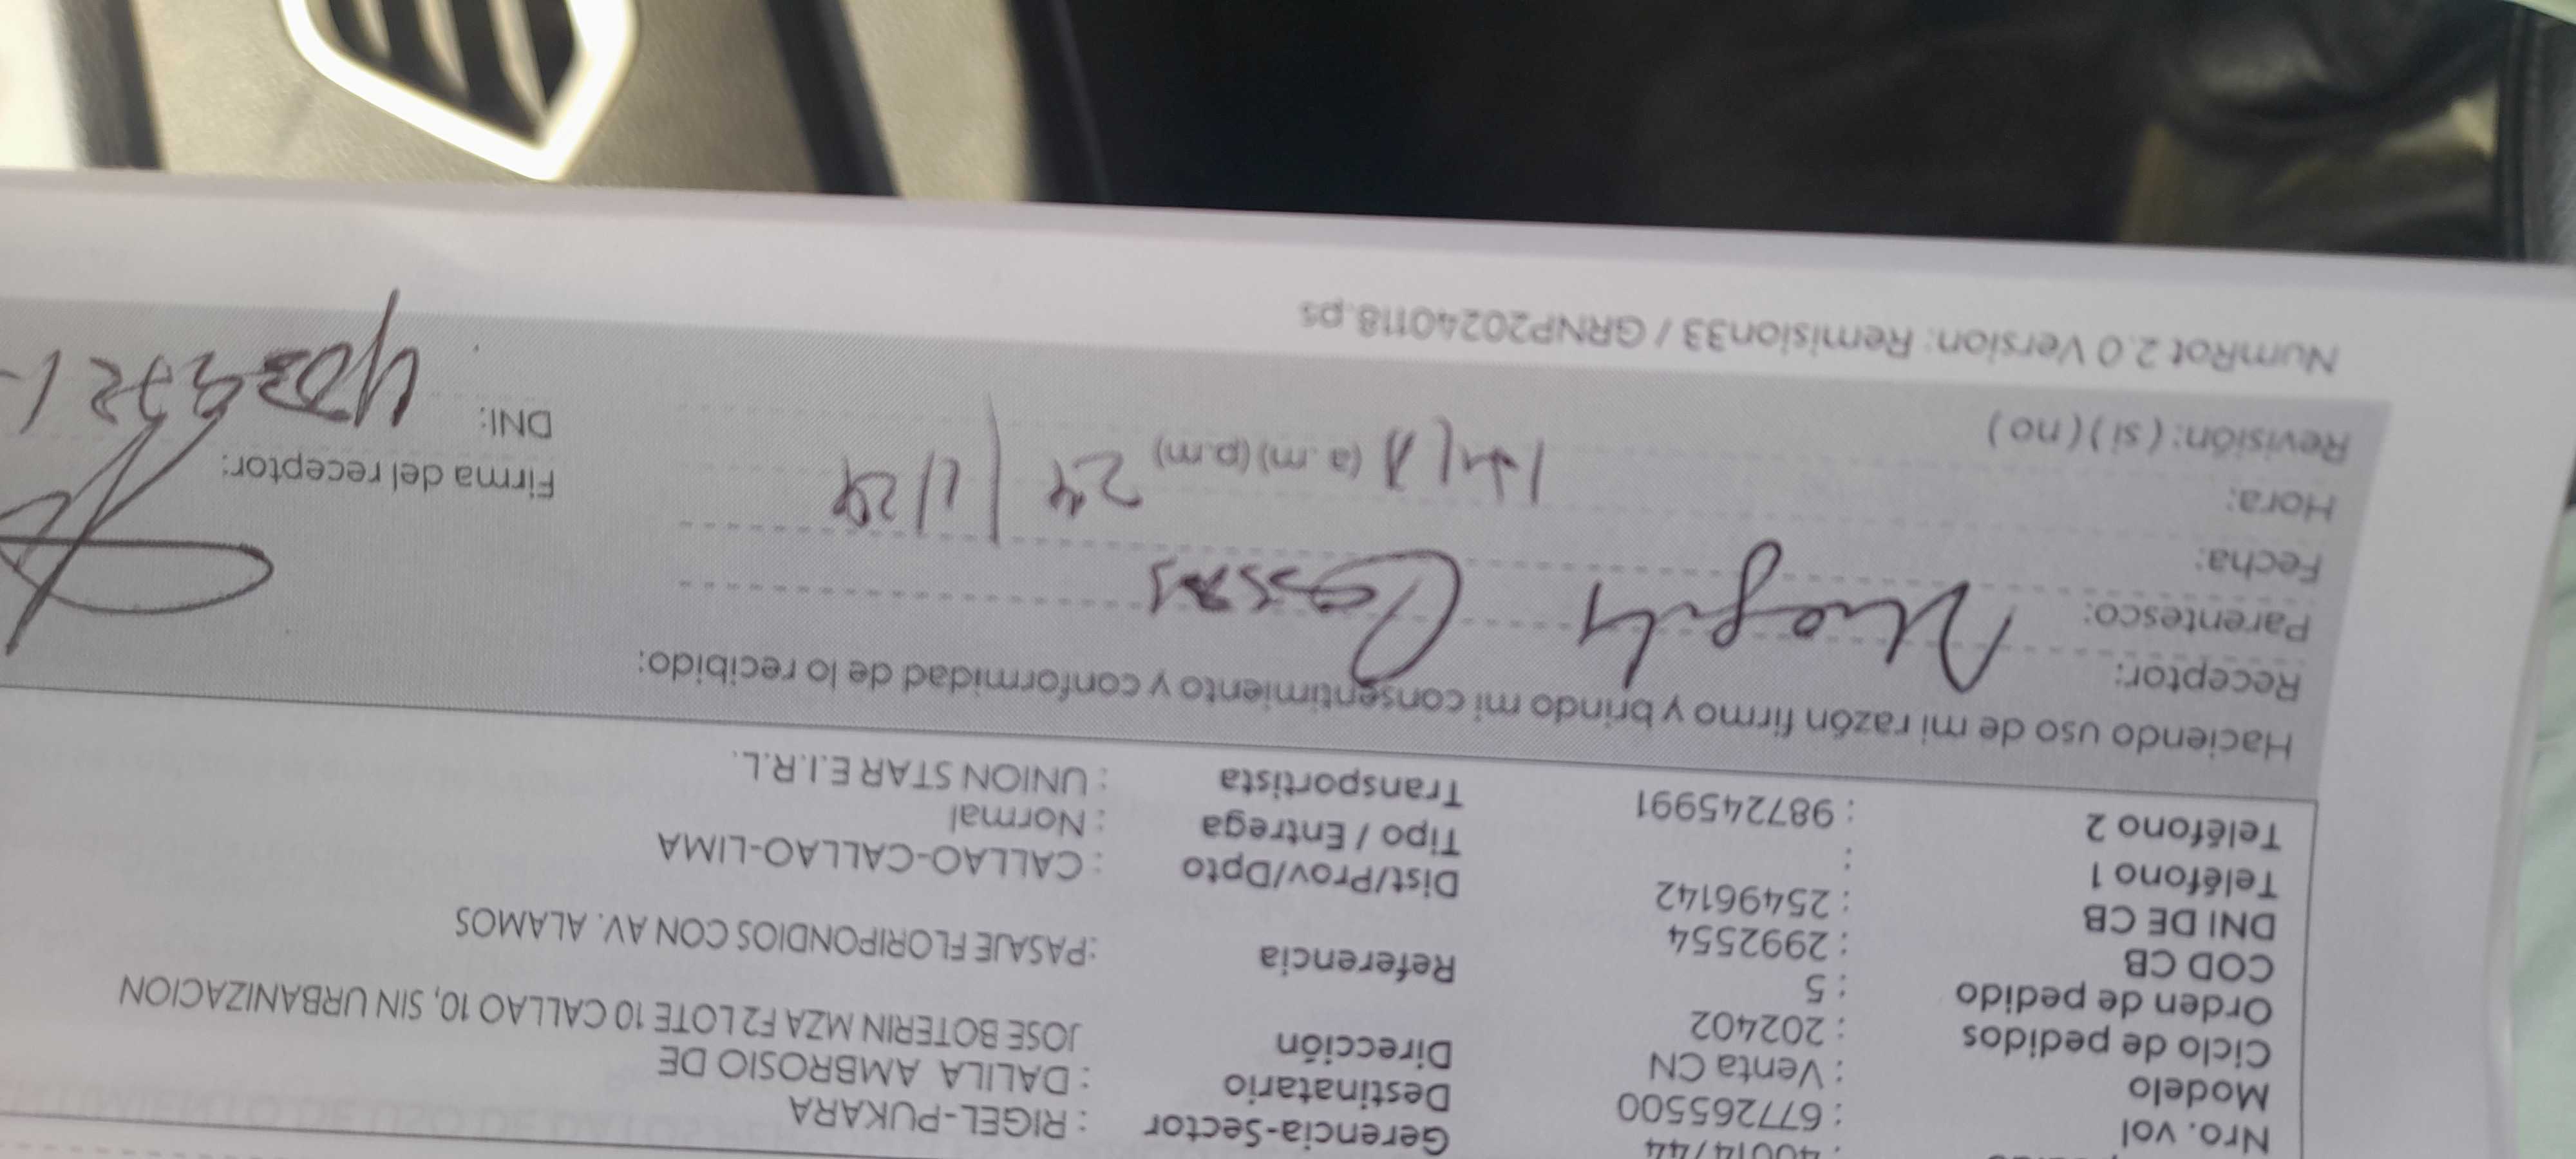 : 677265500
Nro. vol
Modelo : Venta CN
Ciclo de pedidos : 202402
Orden de pedido : 5
COD CB : 2992554
DNI DE CB : 25496142
Teléfono 1 :
Teléfono 2 : 987245991
Gerencia-Sector : RIGEL-PUKARA
Destinatario : DALILA AMBROSIO DE
Dirección JOSE BOTERIN MZA F2 LOTE 10 CALLAO 10, SIN URBANIZACION
Referencia :PASAJE FLORIPONDIOS CON AV. ALAMOS
Dist/Prov/Dpto : CALLAO-CALLAO-LIMA
Tipo / Entrega : Normal
Transportista : UNION STAR E.I.R.L.
Haciendo uso de mi razón firmo y brindo mi consentimiento y conformidad de lo recibido:
Receptor:
Parentesco:
Fecha:
Hora: (a.m) (p.m)
Revisión: ( si ) ( no )
Firma del receptor:
DNI:
NumRot 2.0 Version: Remision33 / GRNP20240118.ps